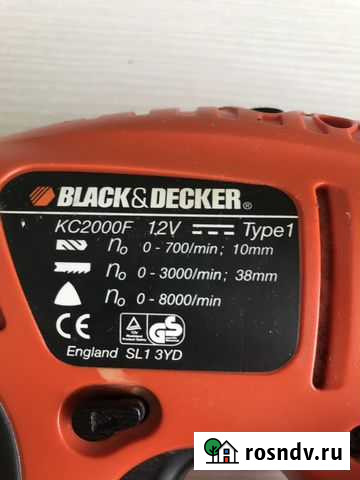 BLACK&DECKER®
KC2000F 12V Type1
n₀ 0-700/min; 10mm
n₀ 0-3000/min; 38mm
n₀ 0-8000/min
CE GS
England SL1 3YD
rosndv.ru